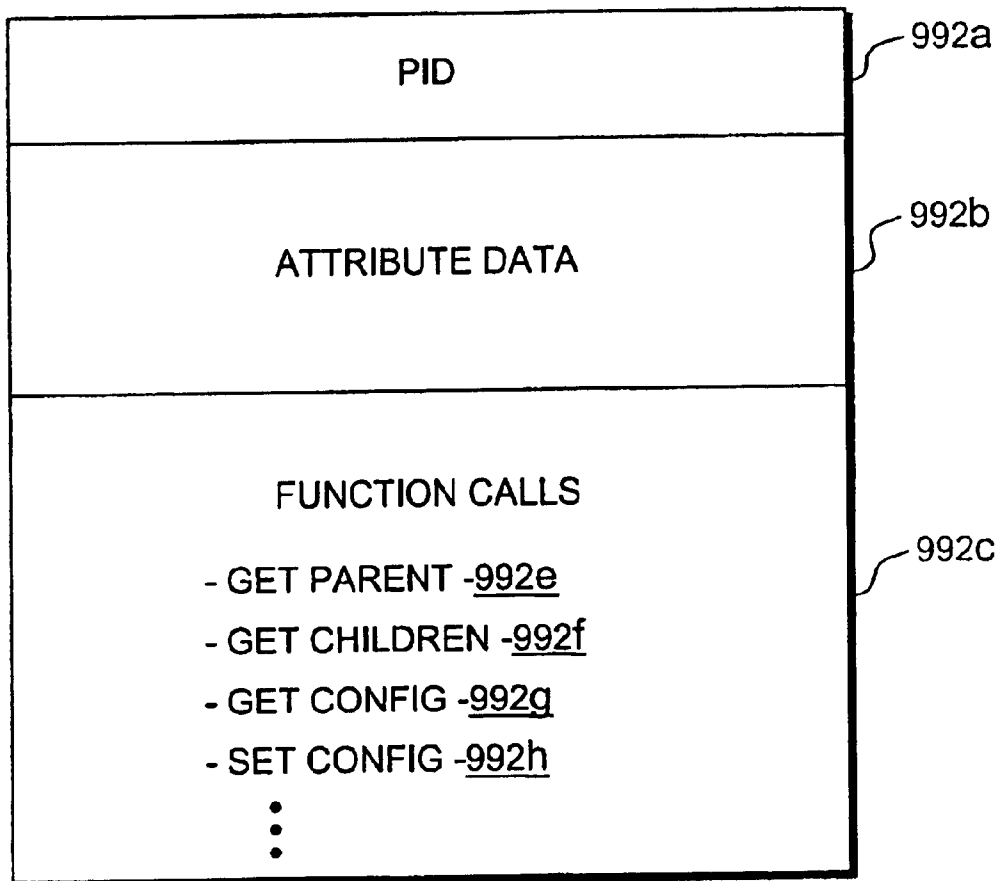 PID
992a
ATTRIBUTE DATA
992b
FUNCTION CALLS
992c
- GET PARENT -992e
- GET CHILDREN -992f
- GET CONFIG -992g
- SET CONFIG -992h